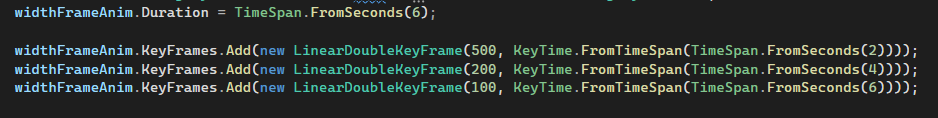 widthFrameAnim.Duration = TimeSpan.FromSeconds(6);
widthFrameAnim.KeyFrames.Add(new LinearDoubleKeyFrame(500, KeyTime.FromTimeSpan(TimeSpan.FromSeconds(2))));
widthFrameAnim.KeyFrames.Add(new LinearDoubleKeyFrame(200, KeyTime.FromTimeSpan(TimeSpan.FromSeconds(4))));
widthFrameAnim.KeyFrames.Add(new LinearDoubleKeyFrame(100, KeyTime.FromTimeSpan(TimeSpan.FromSeconds(6))));